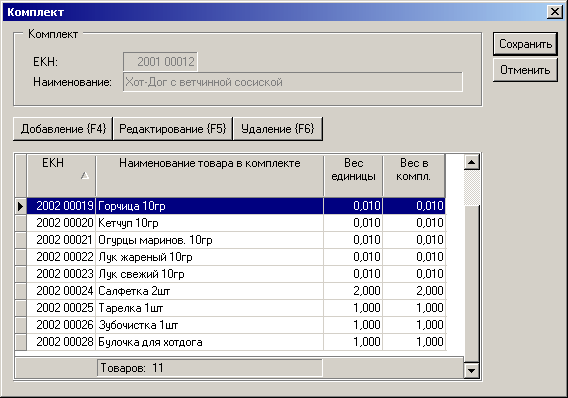 Комплект
Комплект
ЕКН: 2001 00012
Наименование: Хот-Дог с ветчинной сосиской
Сохранить
Отменить
Добавление {F4} Редактирование {F5} Удаление {F6}
ЕКН Наименование товара в комплекте Вес единицы Вес в компл.
2002 00019 Горчица 10гр 0,010 0,010
2002 00020 Кетчуп 10гр 0,010 0,010
2002 00021 Огурцы маринов. 10гр 0,010 0,010
2002 00022 Лук жареный 10гр 0,010 0,010
2002 00023 Лук свежий 10гр 0,010 0,010
2002 00024 Салфетка 2шт 2,000 2,000
2002 00025 Тарелка 1шт 1,000 1,000
2002 00026 Зубочистка 1шт 1,000 1,000
2002 00028 Булочка для хотдога 1,000 1,000
Товаров: 11